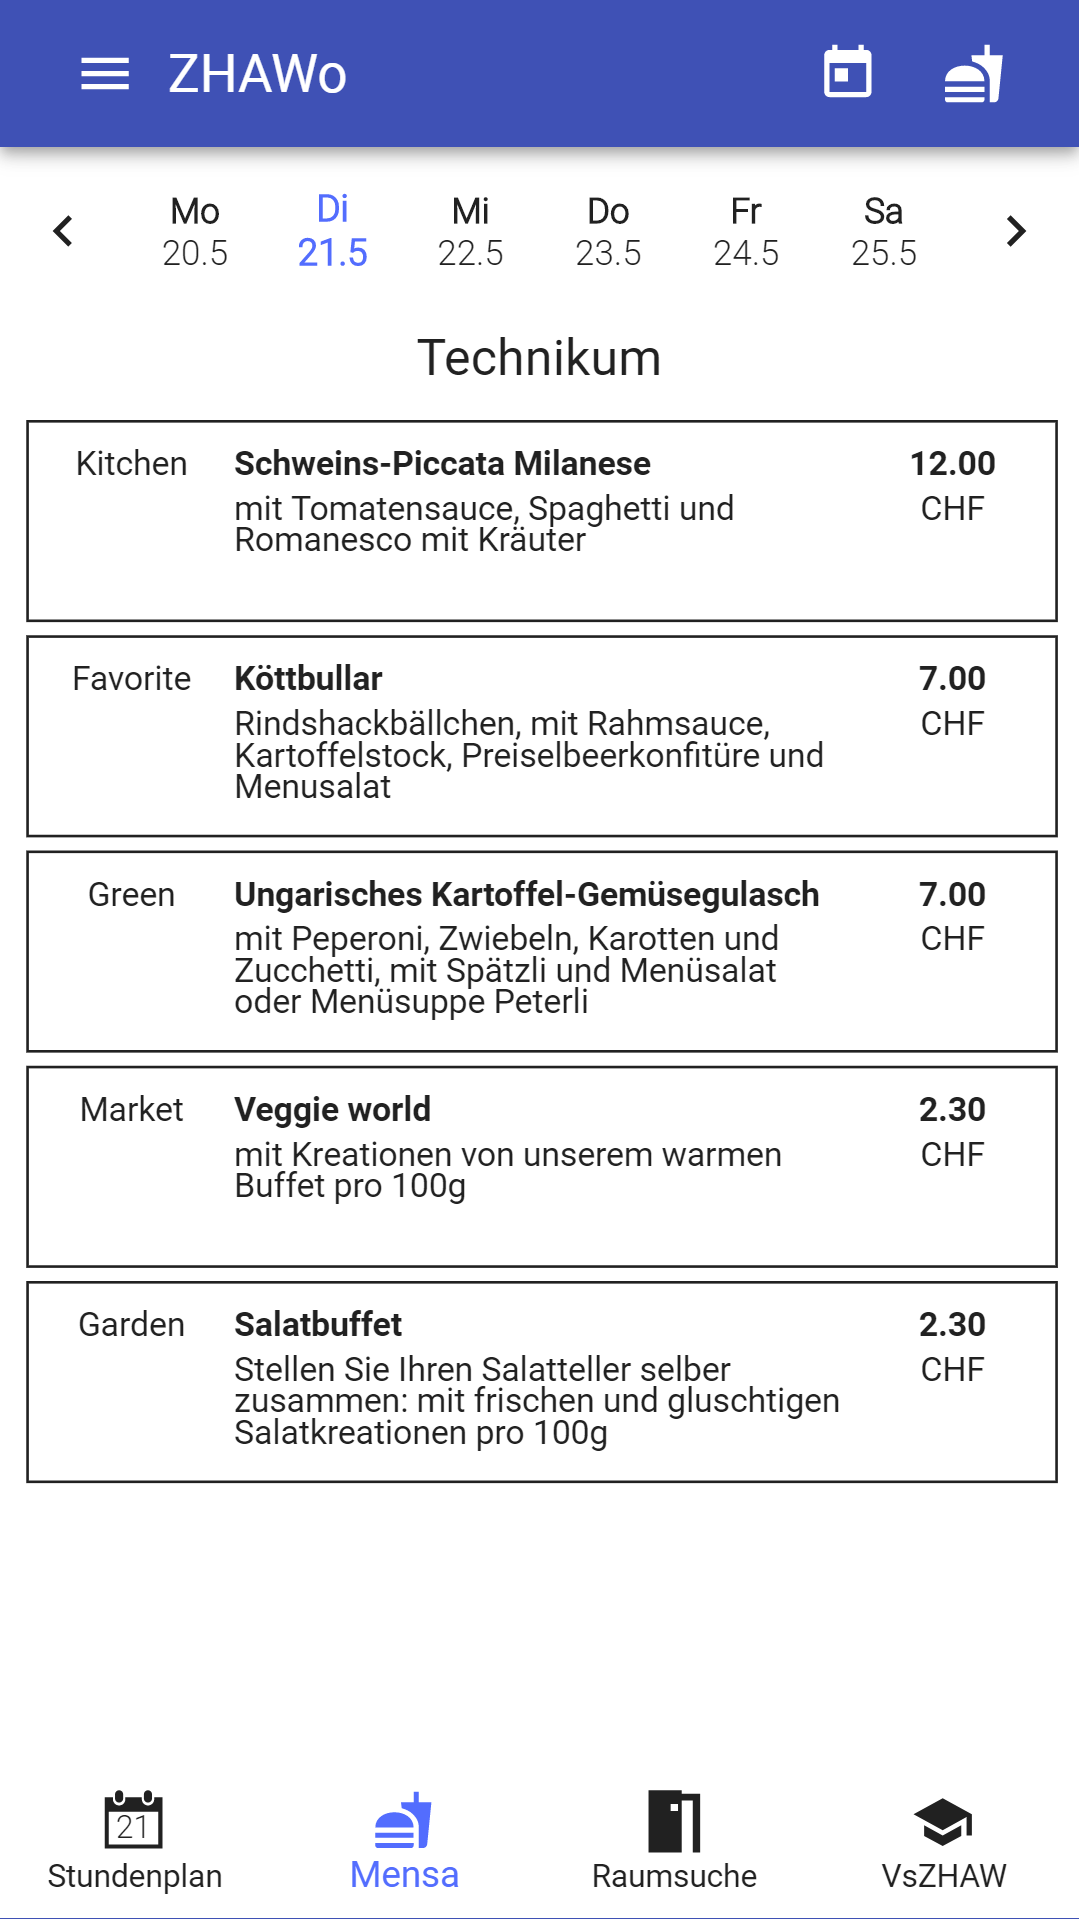 ZHAWo
Mo Di Mi Do Fr Sa
20.5 21.5 22.5 23.5 24.5 25.5
Technikum
Kitchen Schweins-Piccata Milanese 12.00
mit Tomatensauce, Spaghetti und CHF
Romanesco mit Kräuter
Favorite Köttbullar 7.00
Rindshackbällchen, mit Rahmsauce, CHF
Kartoffelstock, Preiselbeerkonfitüre und
Menusalat
Green Ungarisches Kartoffel-Gemüsegulasch 7.00
mit Peperoni, Zwiebeln, Karotten und CHF
Zucchetti, mit Spätzli und Menüsalat
oder Menüsuppe Peterli
Market Veggie world 2.30
mit Kreationen von unserem warmen CHF
Buffet pro 100g
Garden Salatbuffet 2.30
Stellen Sie Ihren Salatteller selber CHF
zusammen: mit frischen und gluschtigen
Salatkreationen pro 100g
21
Stundenplan Mensa Raumsuche VsZHAW